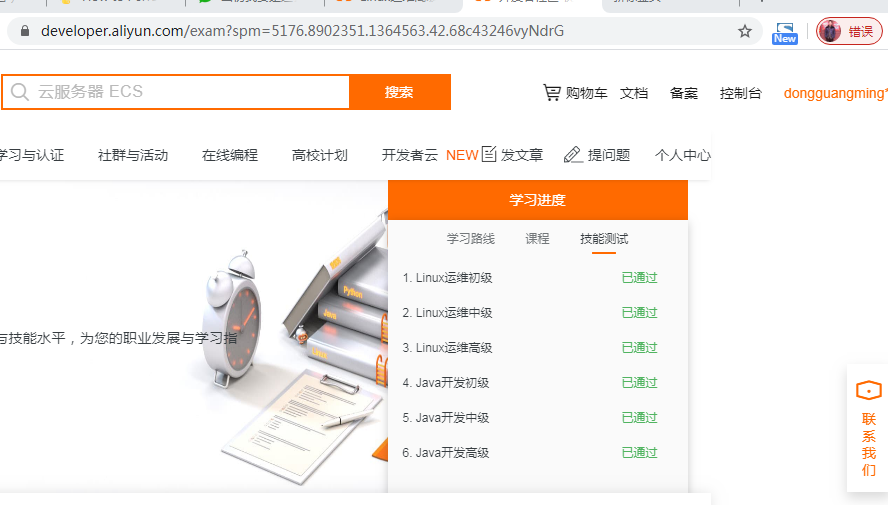 developer.aliyun.com/exam?spm=5176.8902351.1364563.42.68c43246vyNdrG
New
错误
云服务器 ECS
搜索
购物车 文档 备案 控制台 dongguangming*
学习与认证 社群与活动 在线编程 高校计划 开发者云 NEW 发文章 提问题 个人中心
学习进度
学习路线 课程 技能测试
1. Linux运维初级 已通过
2. Linux运维中级 已通过
3. Linux运维高级 已通过
4. Java开发初级 已通过
5. Java开发中级 已通过
6. Java开发高级 已通过
与技能水平，为您的职业发展与学习指
Python
Java
LINUX
联系我们